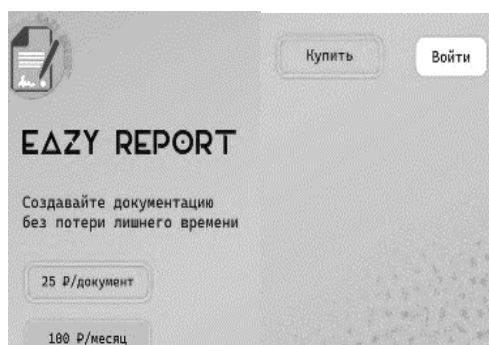 Купить
Войти
EAZY REPORT
Создавайте документацию
без потери лишнего времени
25 ₽/документ
100 ₽/месяц